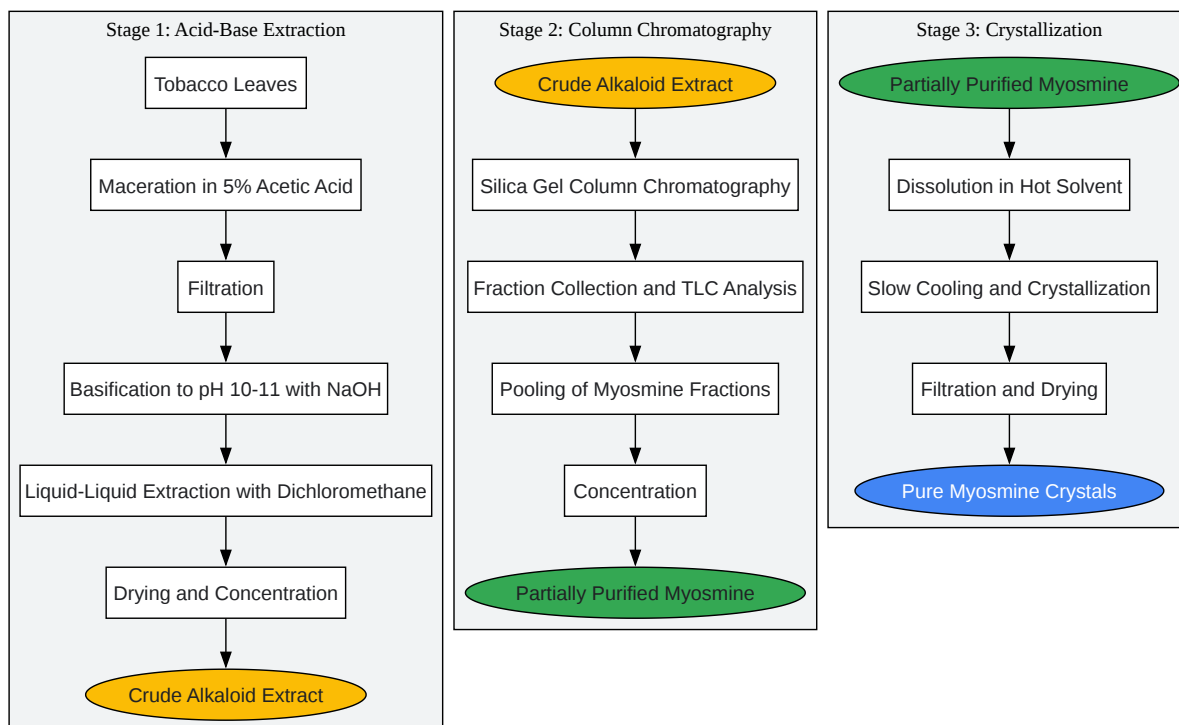 Stage 1: Acid-Base Extraction
Tobacco Leaves
Maceration in 5% Acetic Acid
Filtration
Basification to pH 10-11 with NaOH
Liquid-Liquid Extraction with Dichloromethane
Drying and Concentration
Crude Alkaloid Extract
Stage 2: Column Chromatography
Crude Alkaloid Extract
Silica Gel Column Chromatography
Fraction Collection and TLC Analysis
Pooling of Myosmine Fractions
Concentration
Partially Purified Myosmine
Stage 3: Crystallization
Partially Purified Myosmine
Dissolution in Hot Solvent
Slow Cooling and Crystallization
Filtration and Drying
Pure Myosmine Crystals